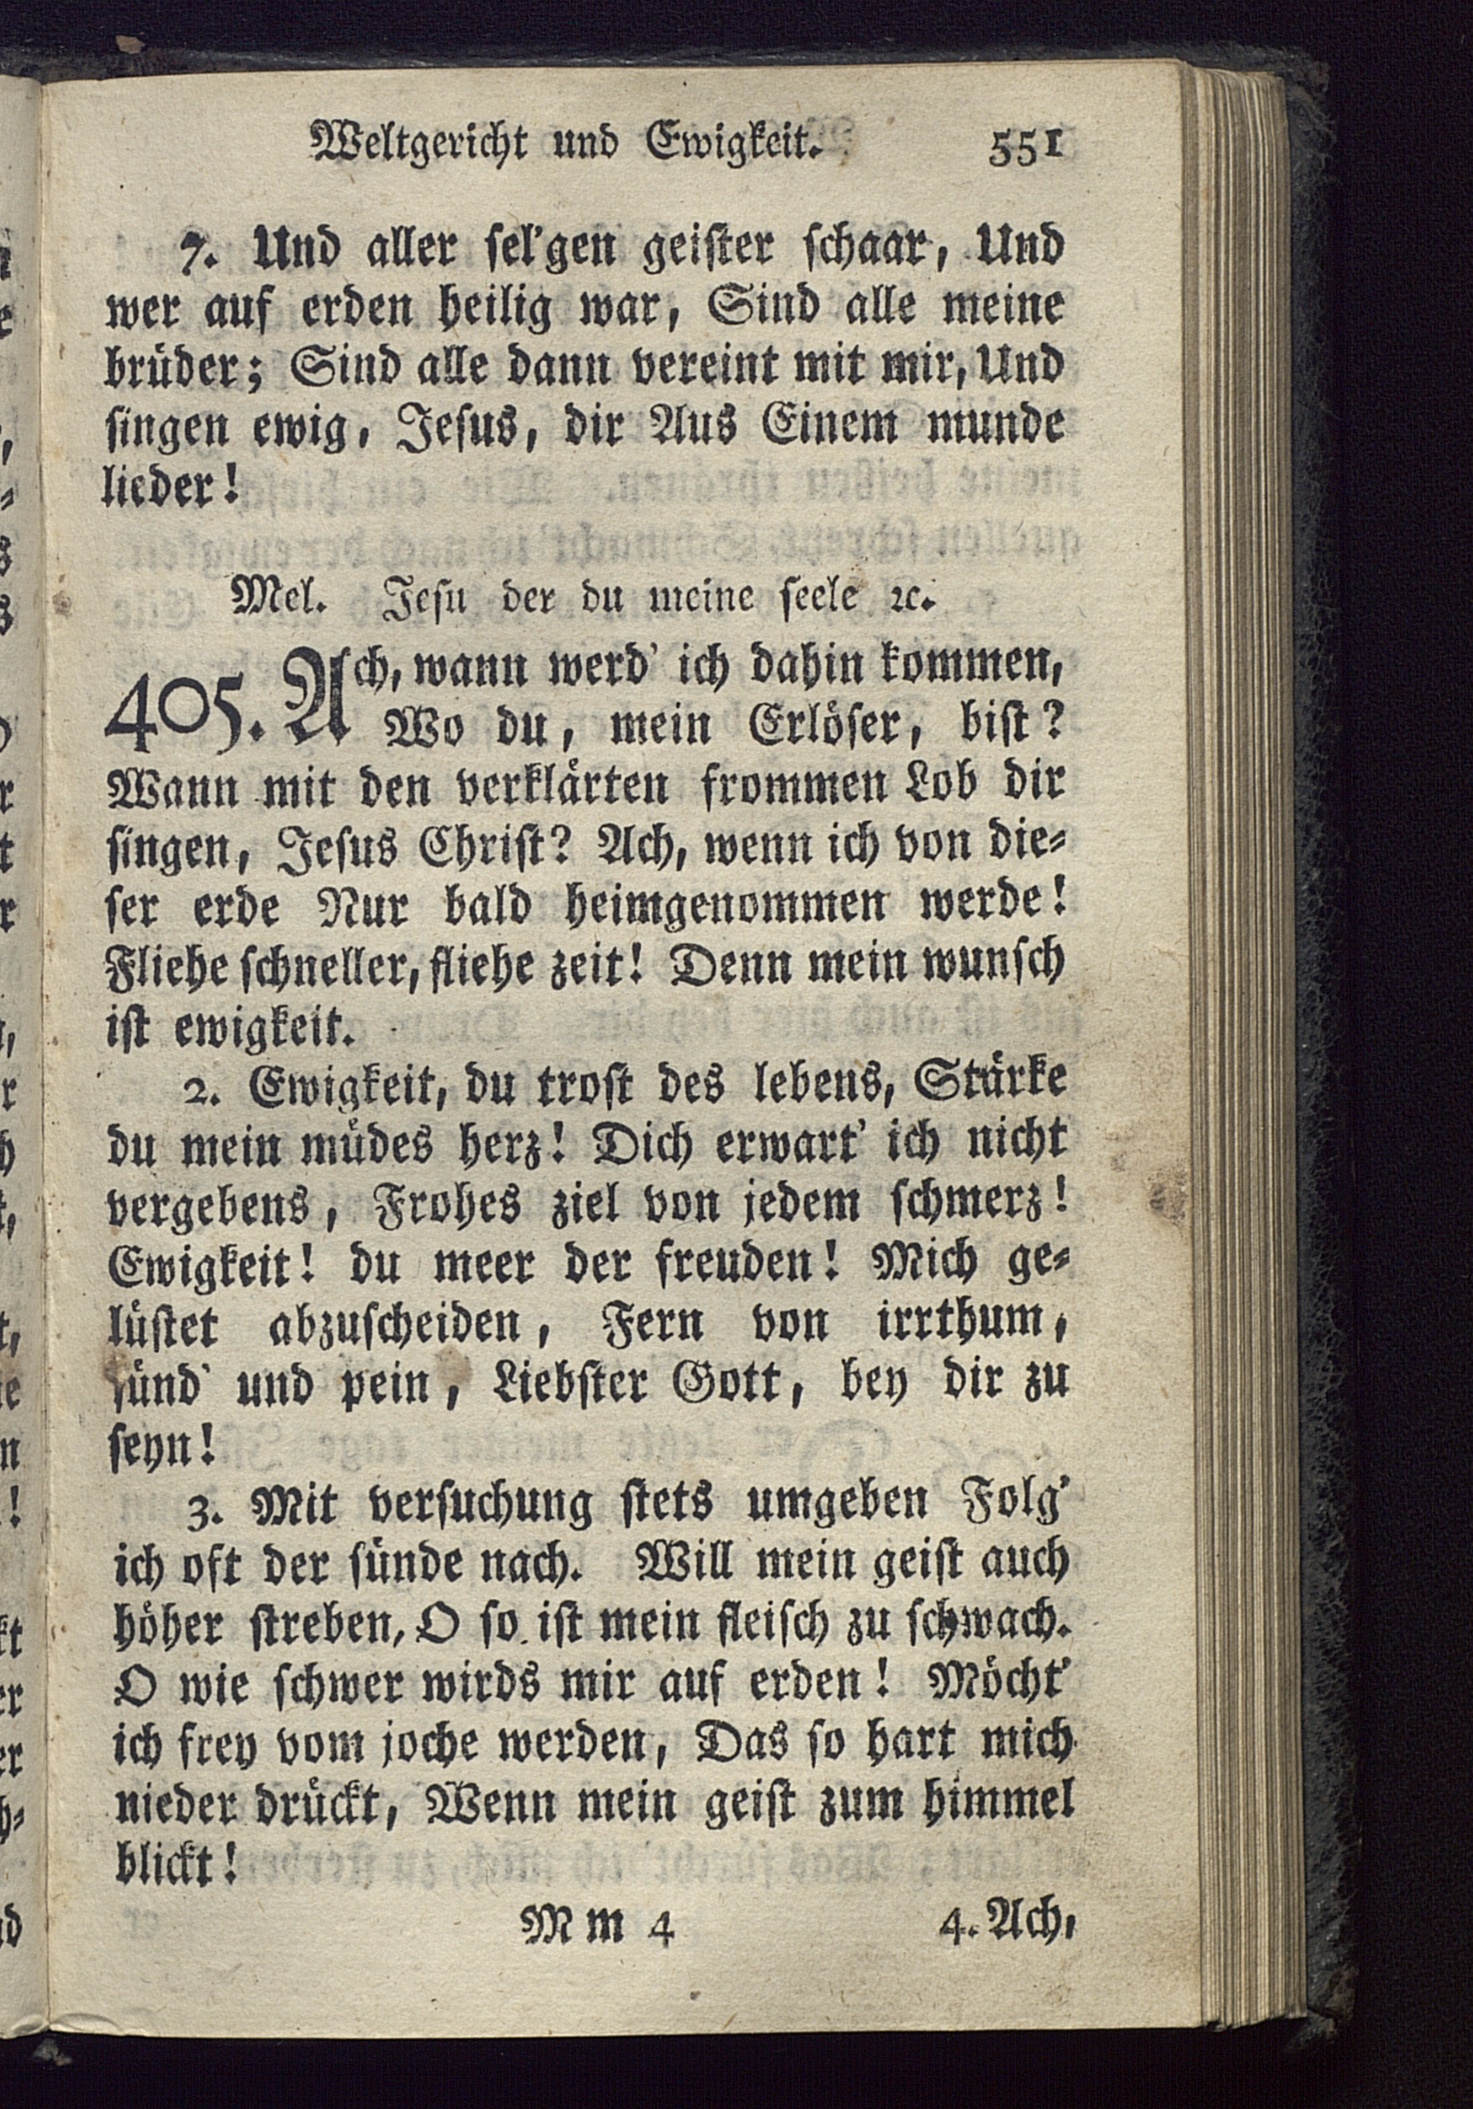 Weltgericht und Ewigkeit. 551
7. Und aller sel'gen geister schaar, Und
wer auf erden heilig war, Sind alle meine
brüder; Sind alle dann vereint mit mir, Und
singen ewig, Jesus, dir Aus Einem munde
lieder!
Mel. Jesu der du meine seele ꝛc.
405. Ach, wann werd' ich dahin kommen,
Wo du, mein Erlöser, bist?
Wann mit den verklärten frommen Lob dir
singen, Jesus Christ? Ach, wenn ich von die-
ser erde Nur bald heimgenommen werde!
Fliehe schneller, fliehe zeit! Denn mein wunsch
ist ewigkeit.
2. Ewigkeit, du trost des lebens, Stärke
du mein müdes herz! Dich erwart' ich nicht
vergebens, Frohes ziel von jedem schmerz!
Ewigkeit! du meer der freuden! Mich ge-
lüstet abzuscheiden, Fern von irrthum,
sünd' und pein, Liebster Gott, bey dir zu
seyn!
3. Mit versuchung stets umgeben Folg'
ich oft der sünde nach. Will mein geist auch
höher streben, O so ist mein fleisch zu schwach.
O wie schwer wirds mir auf erden! Möcht'
ich frey vom joche werden, Das so hart mich
nieder drückt, Wenn mein geist zum himmel
blickt!
M m 4 4. Ach,